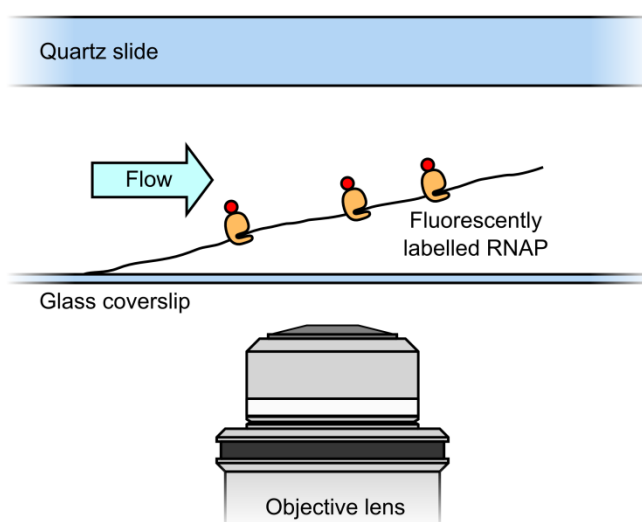 Quartz slide
Flow
Fluorescently
labelled RNAP
Glass coverslip
Objective lens